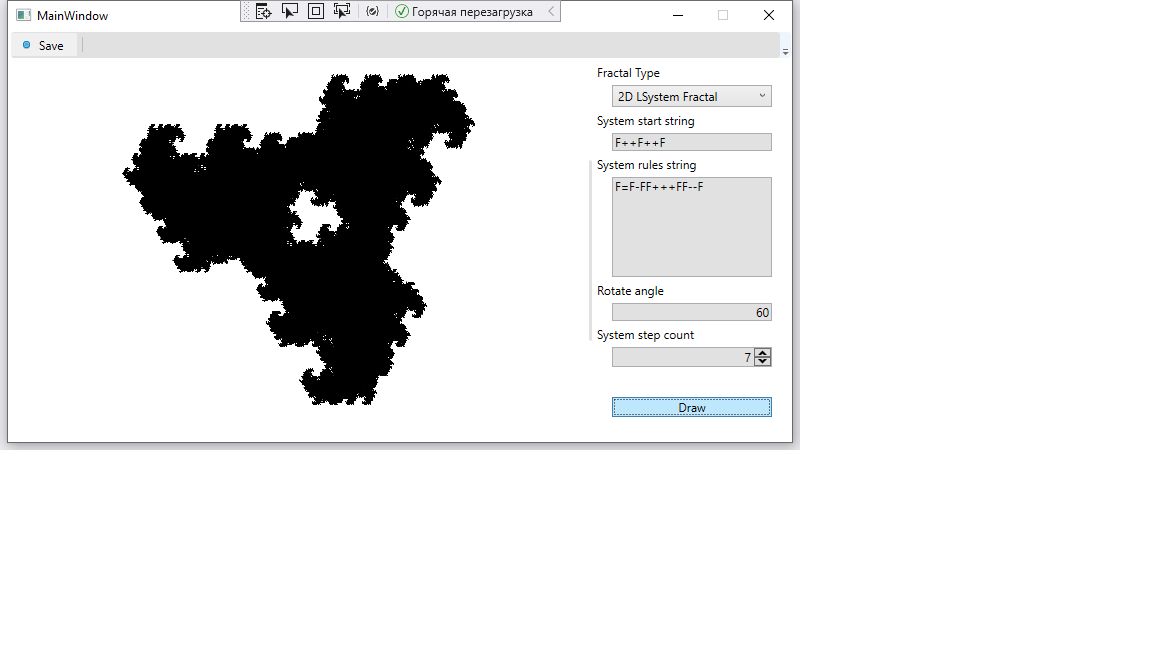 MainWindow
Горячая перезагрузка
Save
Fractal Type
2D LSystem Fractal
System start string
F++F++F
System rules string
F=F-FF+++FF--F
Rotate angle
60
System step count
7
Draw